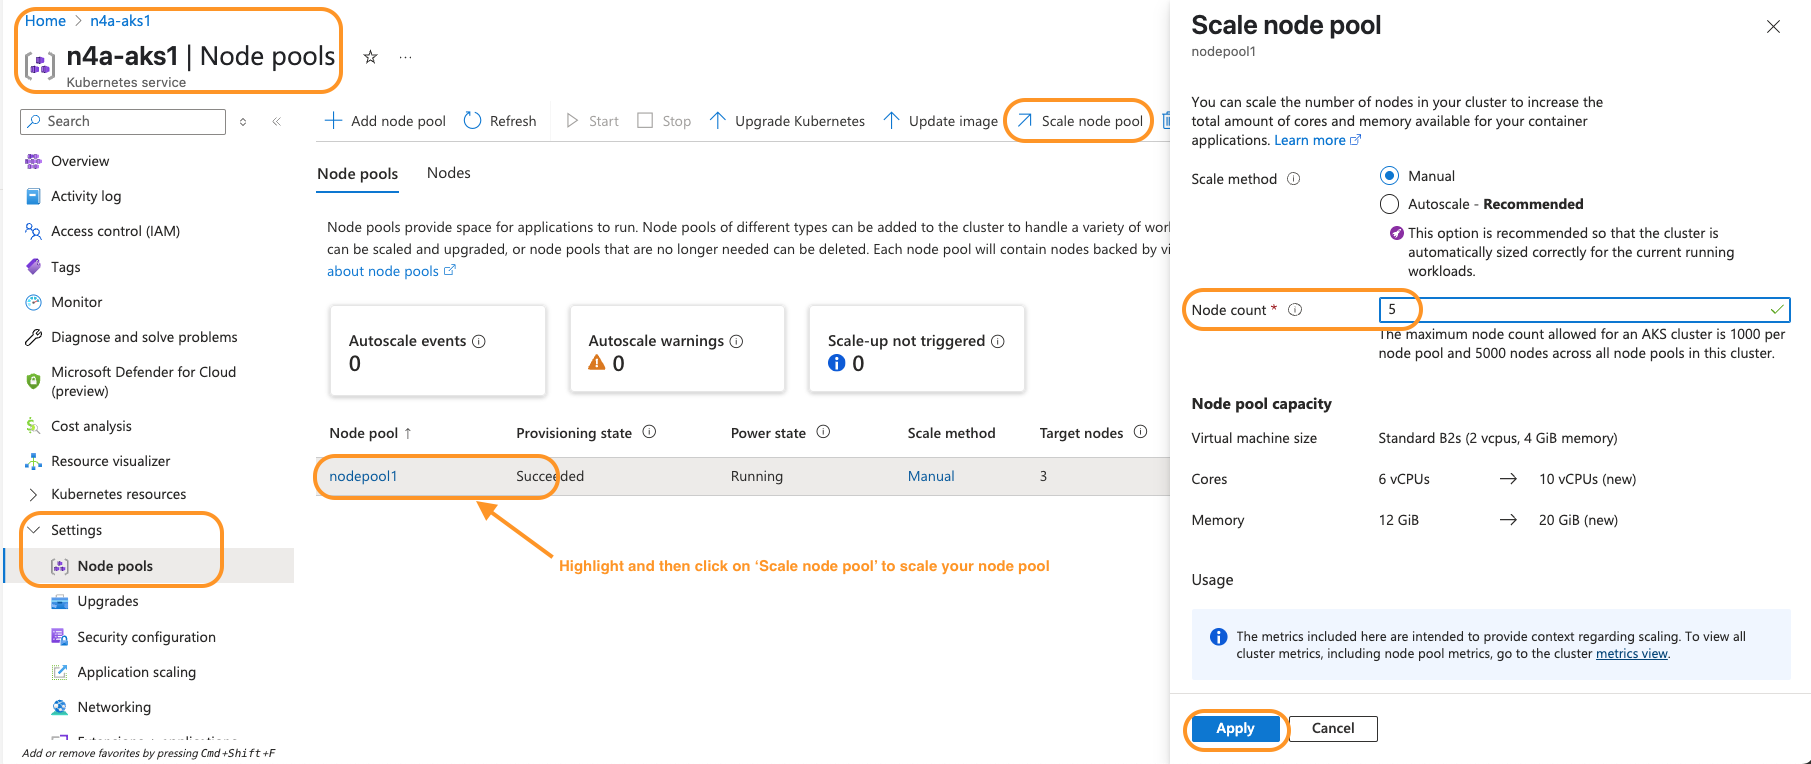 Home > n4a-aks1
n4a-aks1 | Node pools
Kubernetes service
Search
Overview
Activity log
Access control (IAM)
Tags
Monitor
Diagnose and solve problems
Microsoft Defender for Cloud
(preview)
Cost analysis
Resource visualizer
Kubernetes resources
Settings
Node pools
Upgrades
Security configuration
Application scaling
Networking
Add or remove favorites by pressing Cmd+Shift+F
Add node pool Refresh Start Stop Upgrade Kubernetes Update image Scale node pool
Node pools Nodes
Node pools provide space for applications to run. Node pools of different types can be added to the cluster to handle a variety of
can be scaled and upgraded, or node pools that are no longer needed can be deleted. Each node pool will contain nodes backed by
about node pools
Autoscale events
0
Autoscale warnings
0
Scale-up not triggered
0
Node pool ↑ Provisioning state Power state Scale method Target nodes
nodepool1 Succeeded Running Manual 3
Highlight and then click on ‘Scale node pool’ to scale your node pool
Scale node pool
nodepool1
You can scale the number of nodes in your cluster to increase the
total amount of cores and memory available for your container
applications. Learn more
Scale method
Manual
Autoscale - Recommended
This option is recommended so that the cluster is
automatically sized correctly for the current running
workloads.
Node count * 5
The maximum node count allowed for an AKS cluster is 1000 per
node pool and 5000 nodes across all node pools in this cluster.
Node pool capacity
Virtual machine size Standard B2s (2 vcpus, 4 GiB memory)
Cores 6 vCPUs → 10 vCPUs (new)
Memory 12 GiB → 20 GiB (new)
Usage
The metrics included here are intended to provide context regarding scaling. To view all
cluster metrics, including node pool metrics, go to the cluster metrics view.
Apply Cancel